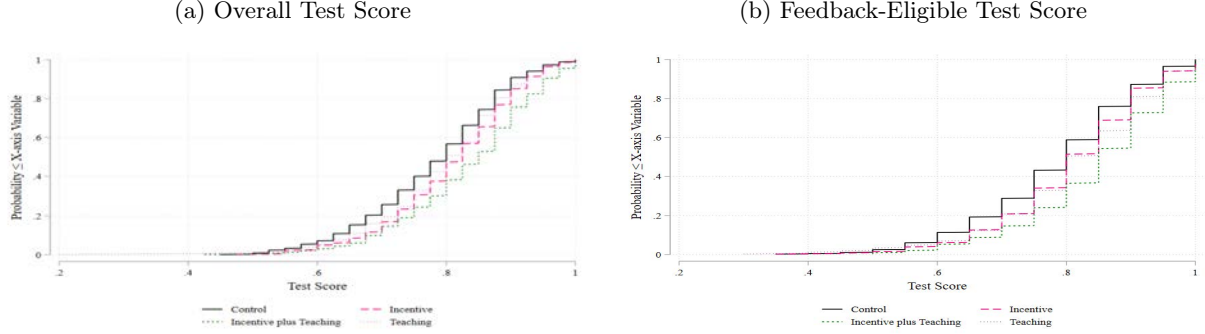 (a) Overall Test Score
(b) Feedback-Eligible Test Score
Probability ≤ X-axis Variable
1
.8
.6
.4
.2
0
.2 .4 .6 .8 1
Test Score
Control Incentive
Incentive plus Teaching Teaching
Probability ≤ X-axis Variable
1
.8
.6
.4
.2
0
.2 .4 .6 .8 1
Test Score
Control Incentive
Incentive plus Teaching Teaching